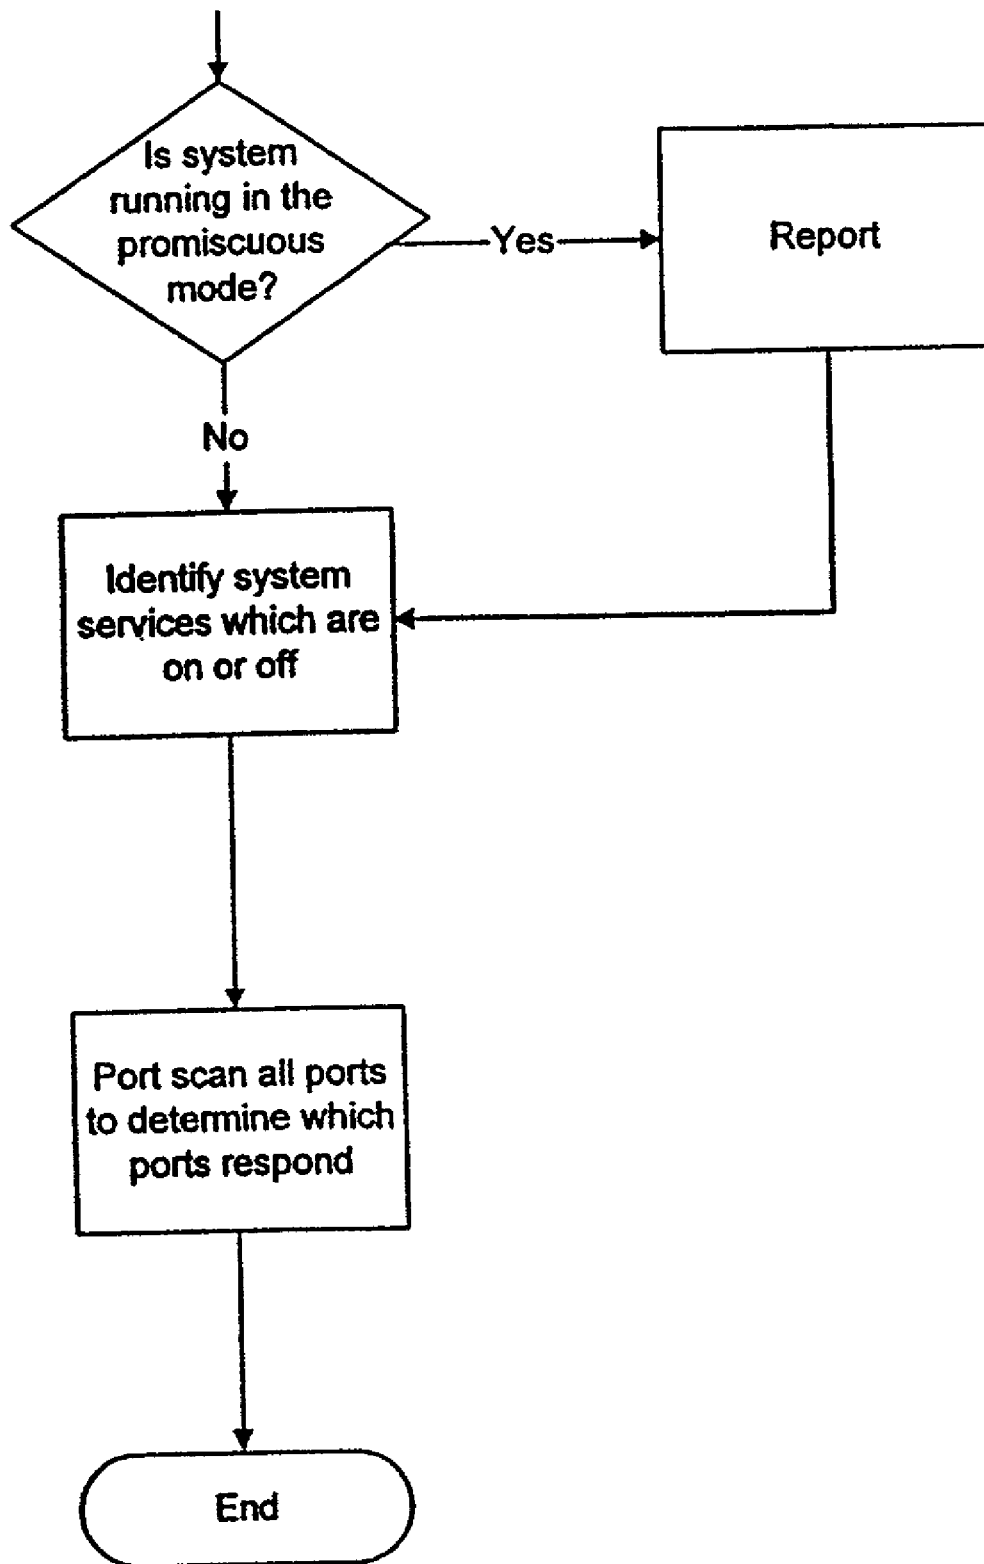 Is system
running in the
promiscuous
mode?
Yes
Report
No
Identify system
services which are
on or off
Port scan all ports
to determine which
ports respond
End